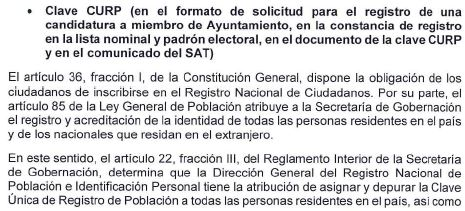 • Clave CURP (en el formato de solicitud para el registro de una
candidatura a miembro de Ayuntamiento, en la constancia de registro
en la lista nominal y padrón electoral, en el documento de la clave CURP
y en el comunicado del SAT)
El artículo 36, fracción I, de la Constitución General, dispone la obligación de los
ciudadanos de inscribirse en el Registro Nacional de Ciudadanos. Por su parte, el
artículo 85 de la Ley General de Población atribuye a la Secretaría de Gobernación
el registro y acreditación de la identidad de todas las personas residentes en el país
y de los nacionales que residan en el extranjero.
En este sentido, el artículo 22, fracción III, del Reglamento Interior de la Secretaría
de Gobernación, determina que la Dirección General del Registro Nacional de
Población e Identificación Personal tiene la atribución de asignar y depurar la Clave
Única de Registro de Población a todas las personas residentes en el país, así como